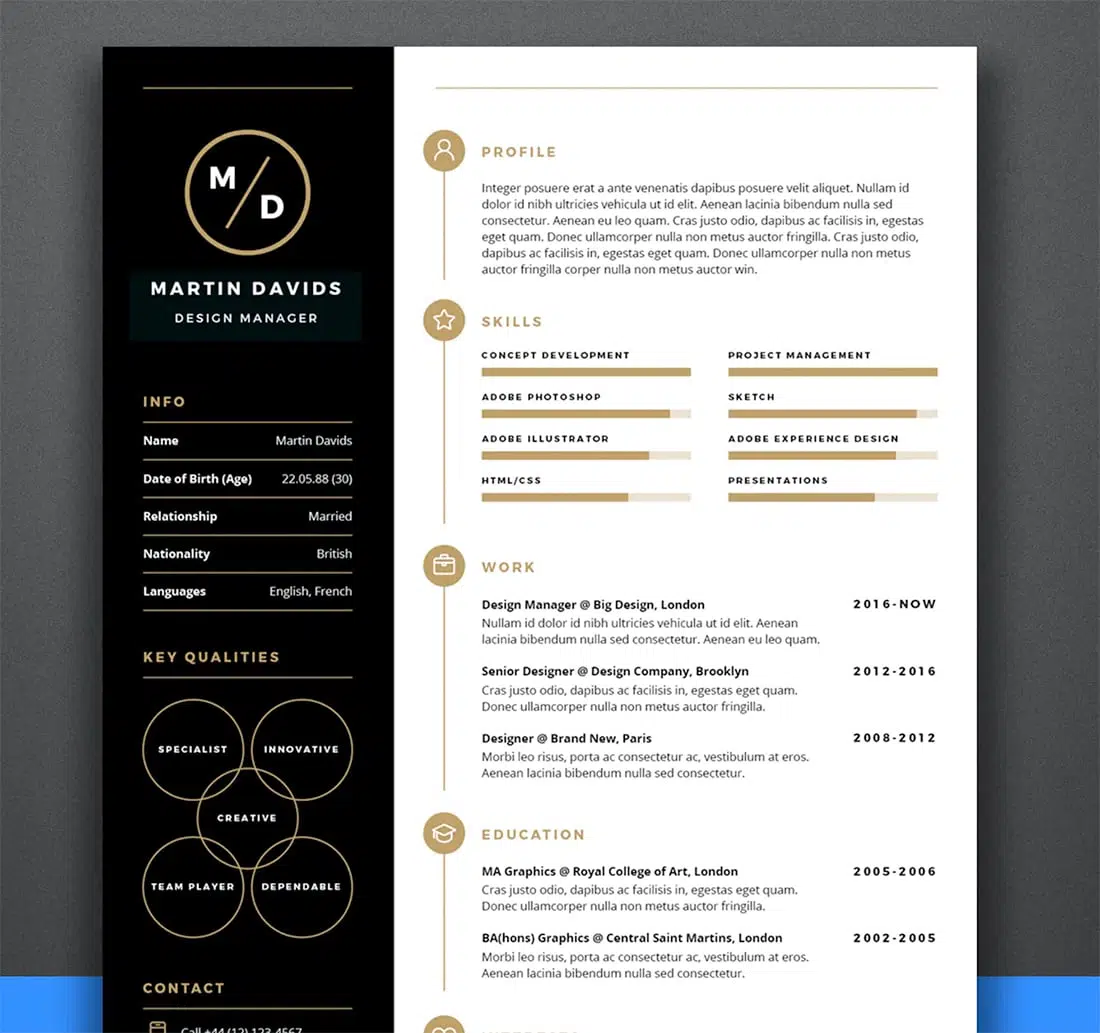 M
D
MARTIN DAVIDS
DESIGN MANAGER
INFO
Name Martin Davids
Date of Birth (Age) 22.05.88 (30)
Relationship Married
Nationality British
Languages English, French
KEY QUALITIES
SPECIALIST INNOVATIVE
CREATIVE
TEAM PLAYER DEPENDABLE
CONTACT
Call +44 (12) 123 4567
PROFILE
Integer posuere erat a ante venenatis dapibus posuere velit aliquet. Nullam id
dolor id nibh ultricies vehicula ut id elit. Aenean lacinia bibendum nulla sed
consectetur. Aenean eu leo quam. Cras justo odio, dapibus ac facilisis in, egestas
eget quam. Donec ullamcorper nulla non metus auctor fringilla. Cras justo odio,
dapibus ac facilisis in, egestas eget quam. Donec ullamcorper nulla non metus
auctor fringilla corper nulla non metus auctor win.
SKILLS
CONCEPT DEVELOPMENT PROJECT MANAGEMENT
ADOBE PHOTOSHOP SKETCH
ADOBE ILLUSTRATOR ADOBE EXPERIENCE DESIGN
HTML/CSS PRESENTATIONS
WORK
Design Manager @ Big Design, London 2016-NOW
Nullam id dolor id nibh ultricies vehicula ut id elit. Aenean
lacinia bibendum nulla sed consectetur. Aenean eu leo quam.
Senior Designer @ Design Company, Brooklyn 2012-2016
Cras justo odio, dapibus ac facilisis in, egestas eget quam.
Donec ullamcorper nulla non metus auctor fringilla.
Designer @ Brand New, Paris 2008-2012
Morbi leo risus, porta ac consectetur ac, vestibulum at eros.
Aenean lacinia bibendum nulla sed consectetur.
EDUCATION
MA Graphics @ Royal College of Art, London 2005-2006
Cras justo odio, dapibus ac facilisis in, egestas eget quam.
Donec ullamcorper nulla non metus auctor fringilla.
BA(hons) Graphics @ Central Saint Martins, London 2002-2005
Morbi leo risus, porta ac consectetur ac, vestibulum at eros.
Aenean lacinia bibendum nulla sed consectetur.